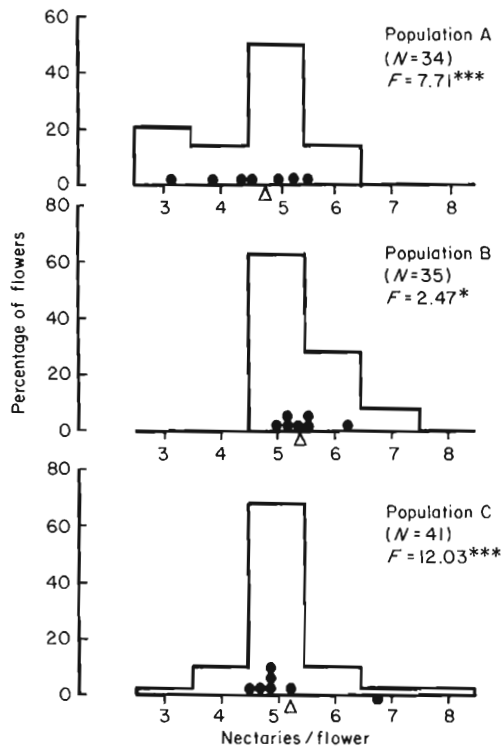 60
Population A
(N=34)
F=7.71***
40
20
0
3 4 5 6 7 8
Percentage of flowers
80
Population B
(N=35)
F=2.47*
60
40
20
0
3 4 5 6 7 8
80
Population C
(N=41)
F=12.03***
60
40
20
0
3 4 5 6 7 8
Nectaries/flower